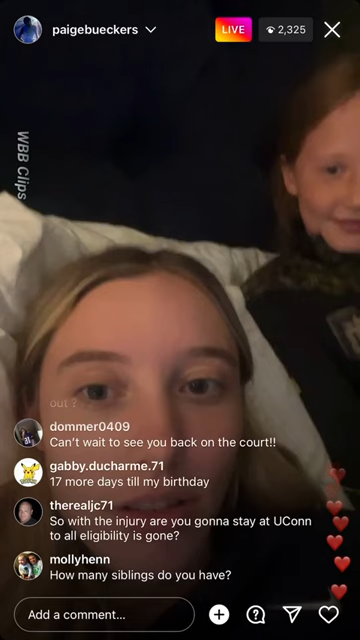 paigebueckers
LIVE
2,325
WBB Clips
out ?
dommer0409
Can't wait to see you back on the court!!
gabby.ducharme.71
17 more days till my birthday
therealjc71
So with the injury are you gonna stay at UConn
to all eligibility is gone?
mollyhenn
How many siblings do you have?
Add a comment...